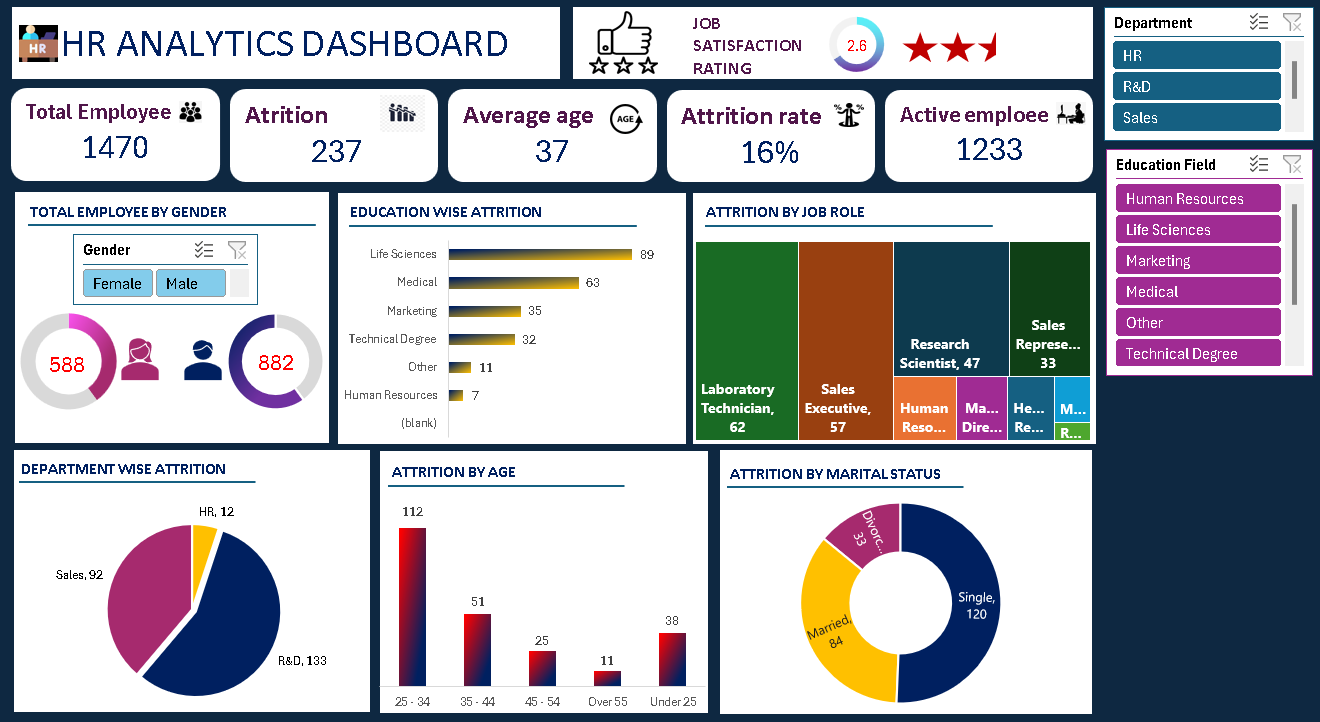 HR
HR ANALYTICS DASHBOARD
JOB
SATISFACTION
RATING
2.6
Department
HR
R&D
Sales
Total Employee
1470
Atrition
237
Average age
AGE
37
Attrition rate
16%
Active emploee
1233
Education Field
Human Resources
Life Sciences
Marketing
Medical
Other
Technical Degree
TOTAL EMPLOYEE BY GENDER
Gender
Female
Male
588
882
EDUCATION WISE ATTRITION
Life Sciences
89
Medical
63
Marketing
35
Technical Degree
32
Other
11
Human Resources
7
(blank)
ATTRITION BY JOB ROLE
Laboratory
Technician,
62
Sales
Executive,
57
Research
Scientist, 47
Sales
Represe...
33
Human
Reso...
Ma...
Dire...
He...
Re...
M...
R...
DEPARTMENT WISE ATTRITION
HR, 12
Sales, 92
R&D, 133
ATTRITION BY AGE
112
51
25
11
38
25 - 34
35 - 44
45 - 54
Over 55
Under 25
ATTRITION BY MARITAL STATUS
Divorc...
33
Single,
120
Married,
84